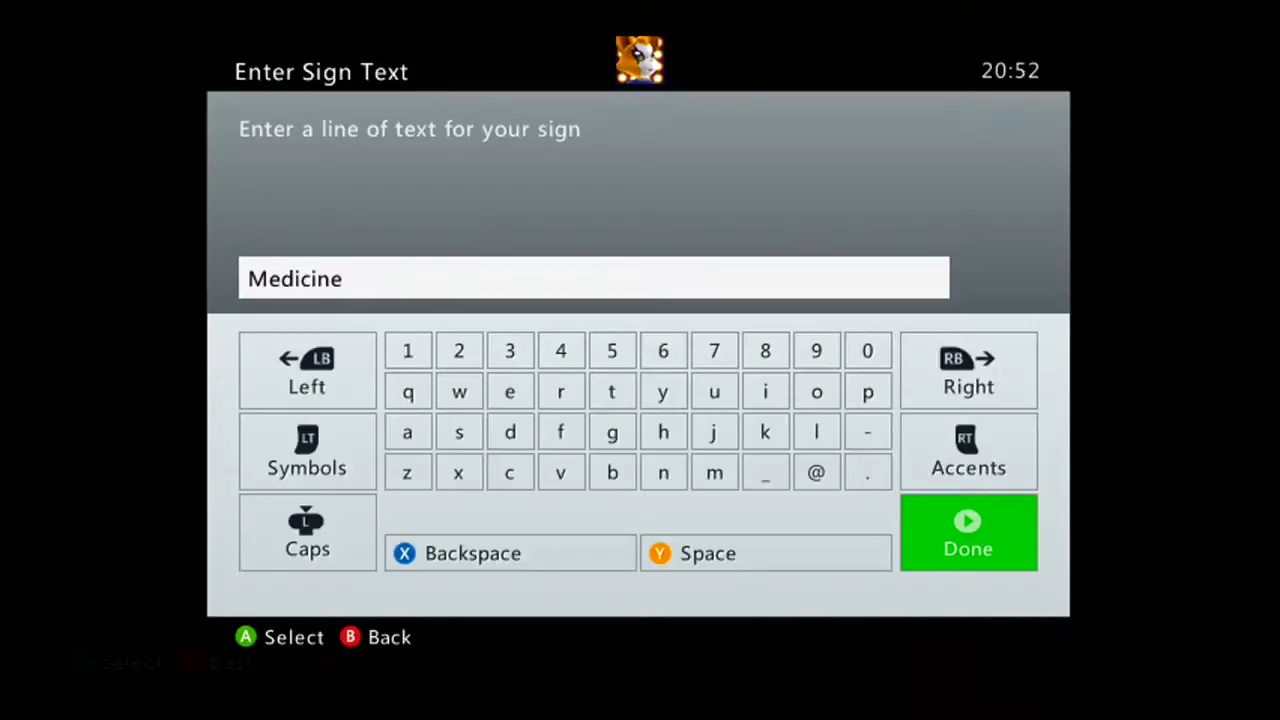 Enter Sign Text
20:52
Enter a line of text for your sign
Medicine
LB
Left
1 2 3 4 5 6 7 8 9 0
RB
Right
q w e r t y u i o p
LT
Symbols
a s d f g h j k l -
RT
Accents
z x c v b n m _ @ .
L
Caps
X Backspace
Y Space
Done
A Select B Back
Select